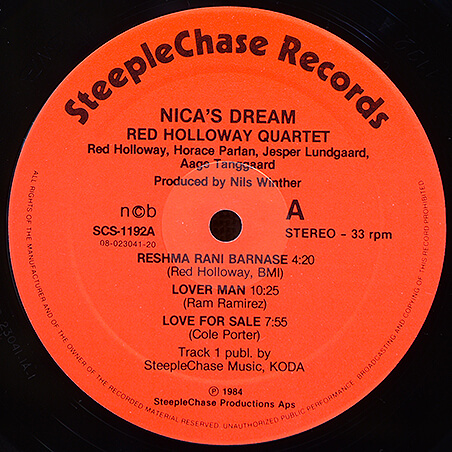 SteepleChase Records
NICA'S DREAM
RED HOLLOWAY QUARTET
Red Holloway, Horace Parlan, Jesper Lundgaard,
Aage Tanggaard
Produced by Nils Winther
n©b
A
SCS-1192A
STEREO - 33 rpm
08-023041-20
RESHMA RANI BARNASE 4:20
(Red Holloway, BMI)
LOVER MAN 10:25
(Ram Ramirez)
LOVE FOR SALE 7:55
(Cole Porter)
Track 1 publ. by
SteepleChase Music, KODA
℗ 1984
SteepleChase Productions Aps
ALL RIGHTS OF THE MANUFACTURER AND OF THE OWNER OF THE RECORDED MATERIAL RESERVED. UNAUTHORIZED PUBLIC PERFORMANCE, BROADCASTING AND COPYING OF THIS RECORD PROHIBITED.